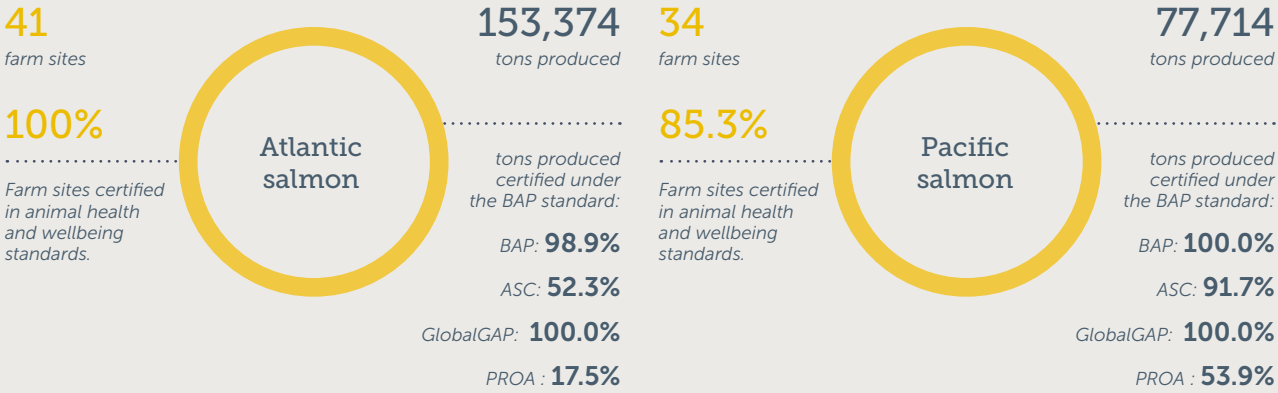 41
farm sites
100%
Farm sites certified
in animal health
and wellbeing
standards.
Atlantic
salmon
153,374
tons produced
tons produced
certified under
the BAP standard:
BAP: 98.9%
ASC: 52.3%
GlobalGAP: 100.0%
PROA : 17.5%
34
farm sites
85.3%
Farm sites certified
in animal health
and wellbeing
standards.
Pacific
salmon
77,714
tons produced
tons produced
certified under
the BAP standard:
BAP: 100.0%
ASC: 91.7%
GlobalGAP: 100.0%
PROA : 53.9%